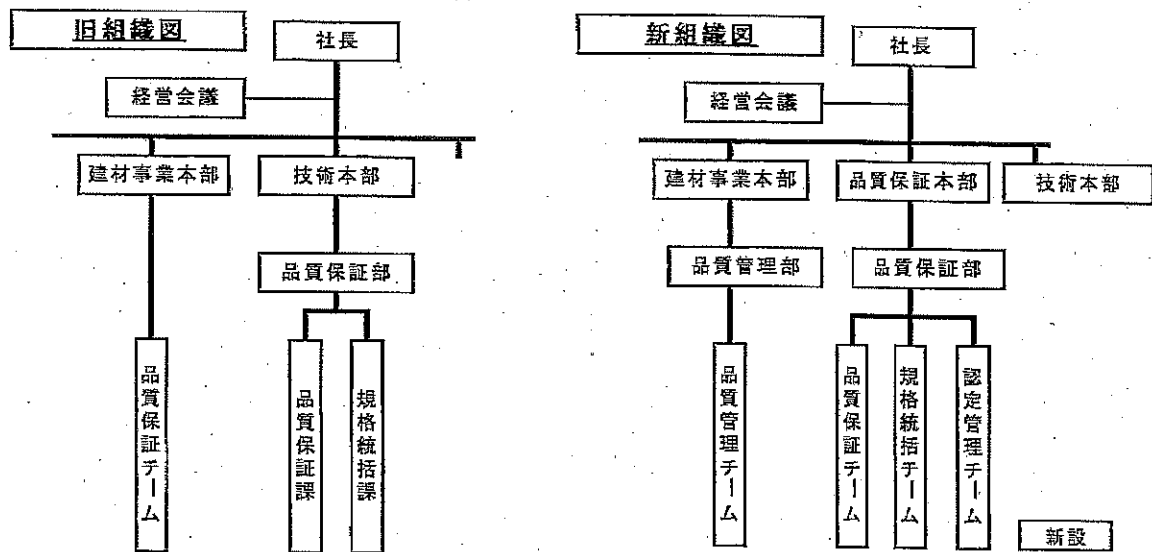 旧組織図
社長
経営会議
建材事業本部
技術本部
品質保証部
品質保証チーム
品質保証課
規格統括課
新組織図
社長
経営会議
建材事業本部
品質保証本部
技術本部
品質管理部
品質保証部
品質管理チーム
品質保証チーム
規格統括チーム
認定管理チーム
新設